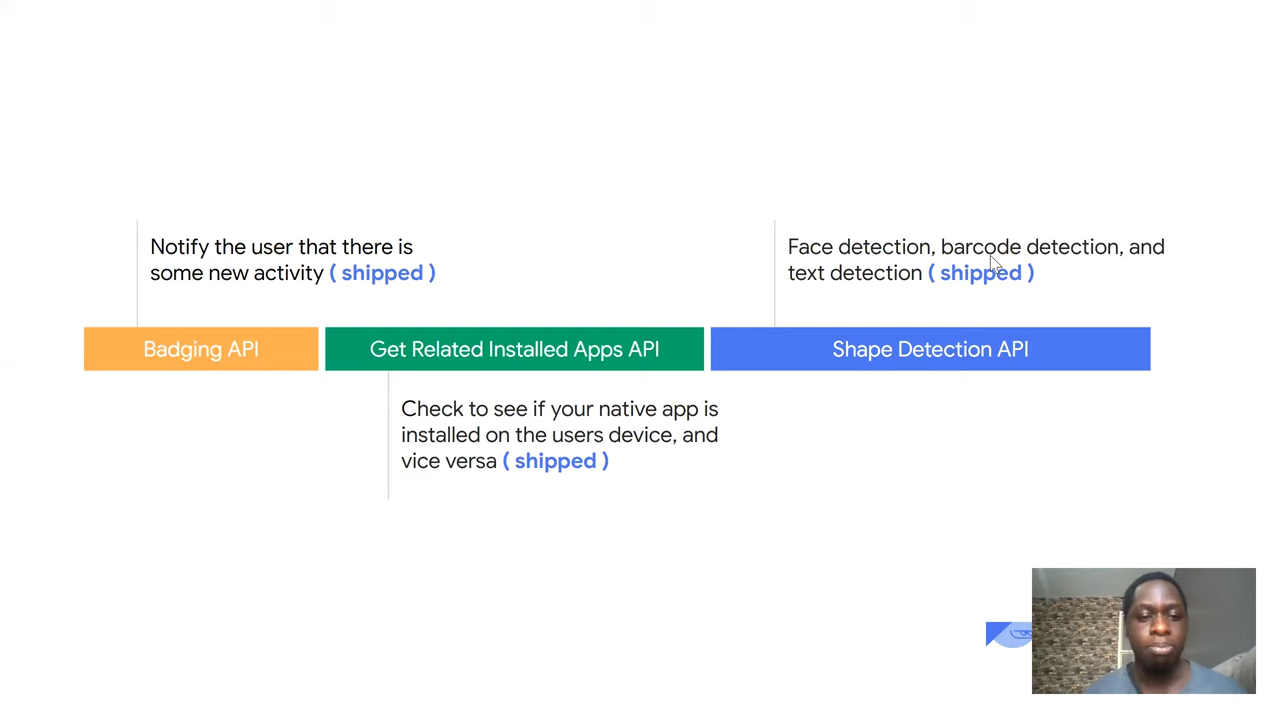 Notify the user that there is
some new activity ( shipped )
Face detection, barcode detection, and
text detection ( shipped )
Badging API
Get Related Installed Apps API
Shape Detection API
Check to see if your native app is
installed on the users device, and
vice versa ( shipped )